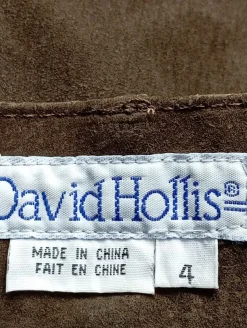 David Hollis
MADE IN CHINA
FAIT EN CHINE
4